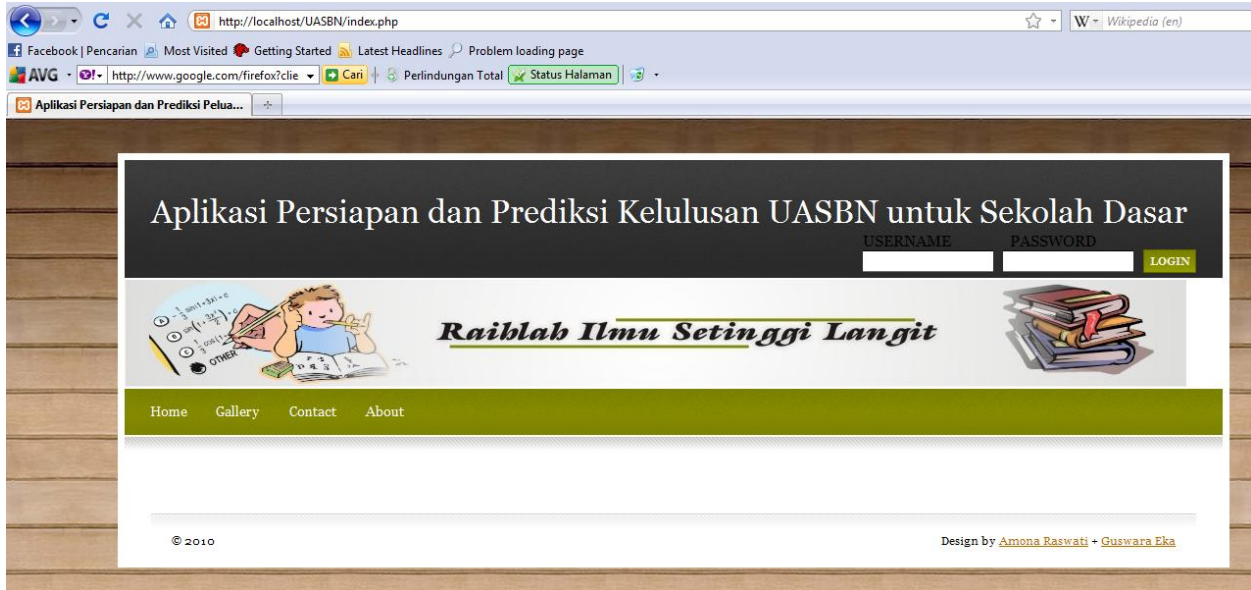 http://localhost/UASBN/index.php
W Wikipedia (en)
Facebook | Pencarian Most Visited Getting Started Latest Headlines Problem loading page
AVG http://www.google.com/firefox?clie Cari Perlindungan Total Status Halaman
Aplikasi Persiapan dan Prediksi Pelua...
Aplikasi Persiapan dan Prediksi Kelulusan UASBN untuk Sekolah Dasar
USERNAME PASSWORD
LOGIN
OTHER
Raihlah Ilmu Setinggi Langit
Home Gallery Contact About
© 2010 Design by Amona Raswati + Guswara Eka